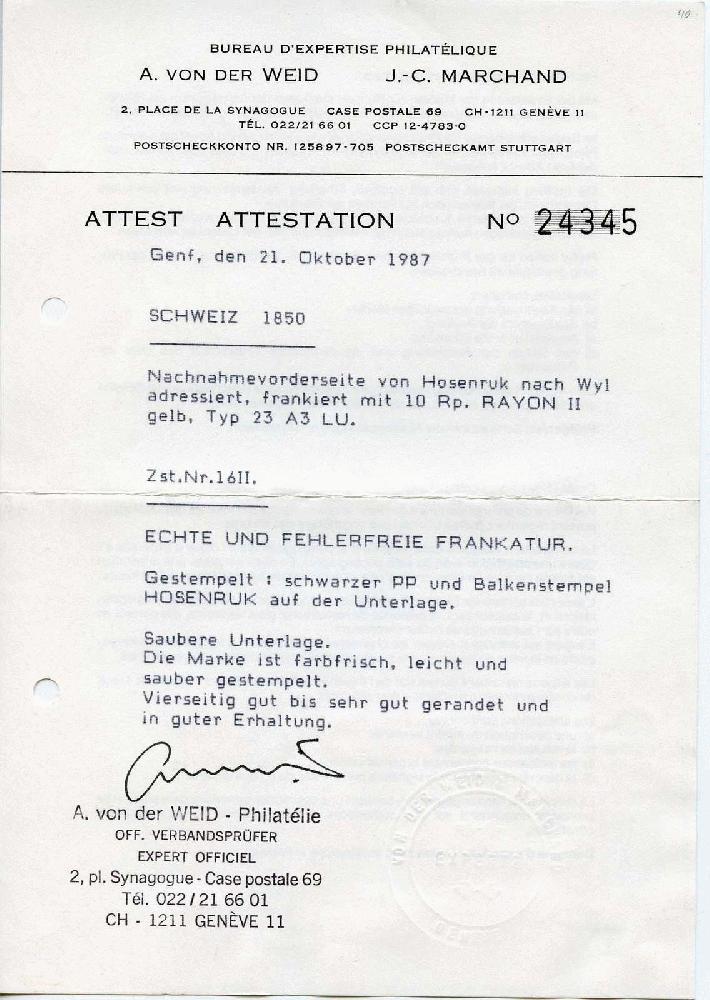 BUREAU D'EXPERTISE PHILATÉLIQUE
A. VON DER WEID J.-C. MARCHAND
2, PLACE DE LA SYNAGOGUE CASE POSTALE 69 CH-1211 GENÈVE 11
TÉL. 022/21 66 01 CCP 12-4783-0
POSTSCHECKKONTO NR. 125897-705 POSTSCHECKAMT STUTTGART
ATTEST ATTESTATION No 24345
Genf, den 21. Oktober 1987
SCHWEIZ 1850
Nachnahmevorderseite von Hosenruk nach Wyl
adressiert, frankiert mit 10 Rp. RAYON II
gelb, Typ 23 A3 LU.
Zst.Nr.16II.
ECHTE UND FEHLERFREIE FRANKATUR.
Gestempelt : schwarzer PP und Balkenstempel
HOSENRUK auf der Unterlage.
Saubere Unterlage.
Die Marke ist farbfrisch, leicht und
sauber gestempelt.
Vierseitig gut bis sehr gut gerandet und
in guter Erhaltung.
A. von der WEID - Philatélie
OFF. VERBANDSPRÜFER
EXPERT OFFICIEL
2, pl. Synagogue - Case postale 69
Tél. 022/21 66 01
CH - 1211 GENÈVE 11
VON DER WEID